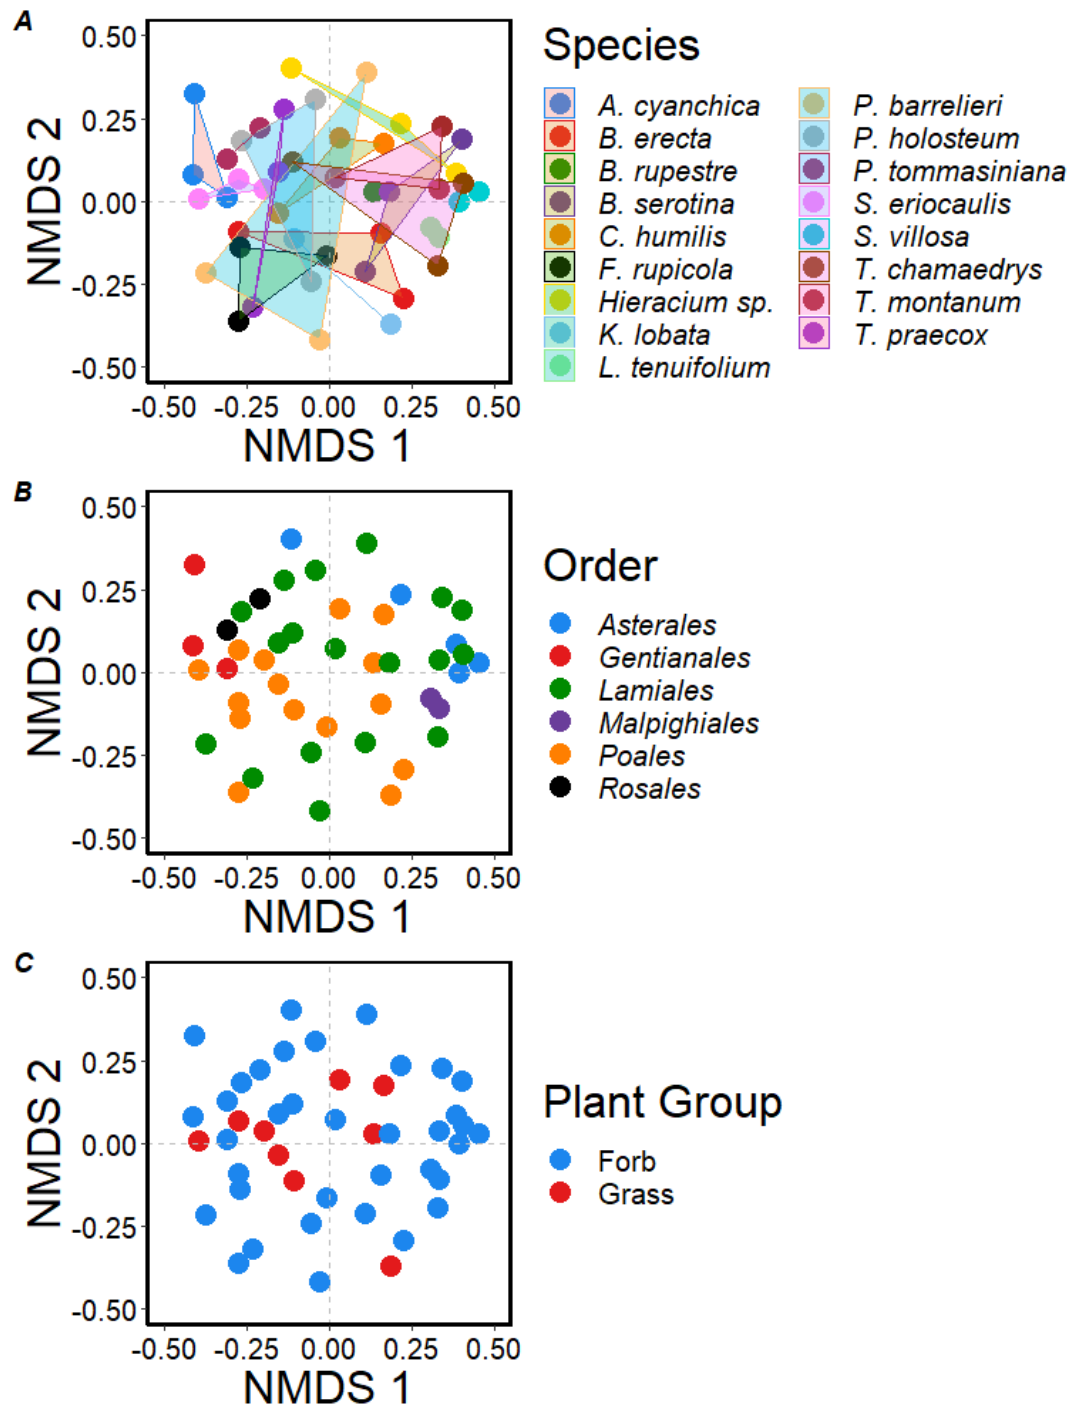 A
0.50
0.25
0.00
-0.25
-0.50
NMDS 2
-0.50 -0.25 0.00 0.25 0.50
NMDS 1
Species
A. cyanchica
B. erecta
B. rupestre
B. serotina
C. humilis
F. rupicola
Hieracium sp.
K. lobata
L. tenuifolium
P. barrelieri
P. holosteum
P. tommasiniana
S. eriocaulis
S. villosa
T. chamaedrys
T. montanum
T. praecox
B
0.50
0.25
0.00
-0.25
-0.50
NMDS 2
-0.50 -0.25 0.00 0.25 0.50
NMDS 1
Order
Asterales
Gentianales
Lamiales
Malpighiales
Poales
Rosales
C
0.50
0.25
0.00
-0.25
-0.50
NMDS 2
-0.50 -0.25 0.00 0.25 0.50
NMDS 1
Plant Group
Forb
Grass